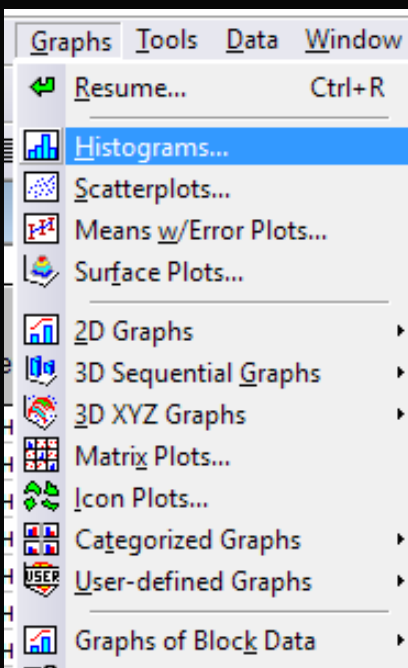 Graphs Tools Data Window
Resume... Ctrl+R
Histograms...
Scatterplots...
Means w/Error Plots...
Surface Plots...
2D Graphs
3D Sequential Graphs
3D XYZ Graphs
Matrix Plots...
Icon Plots...
Categorized Graphs
USER User-defined Graphs
Graphs of Block Data